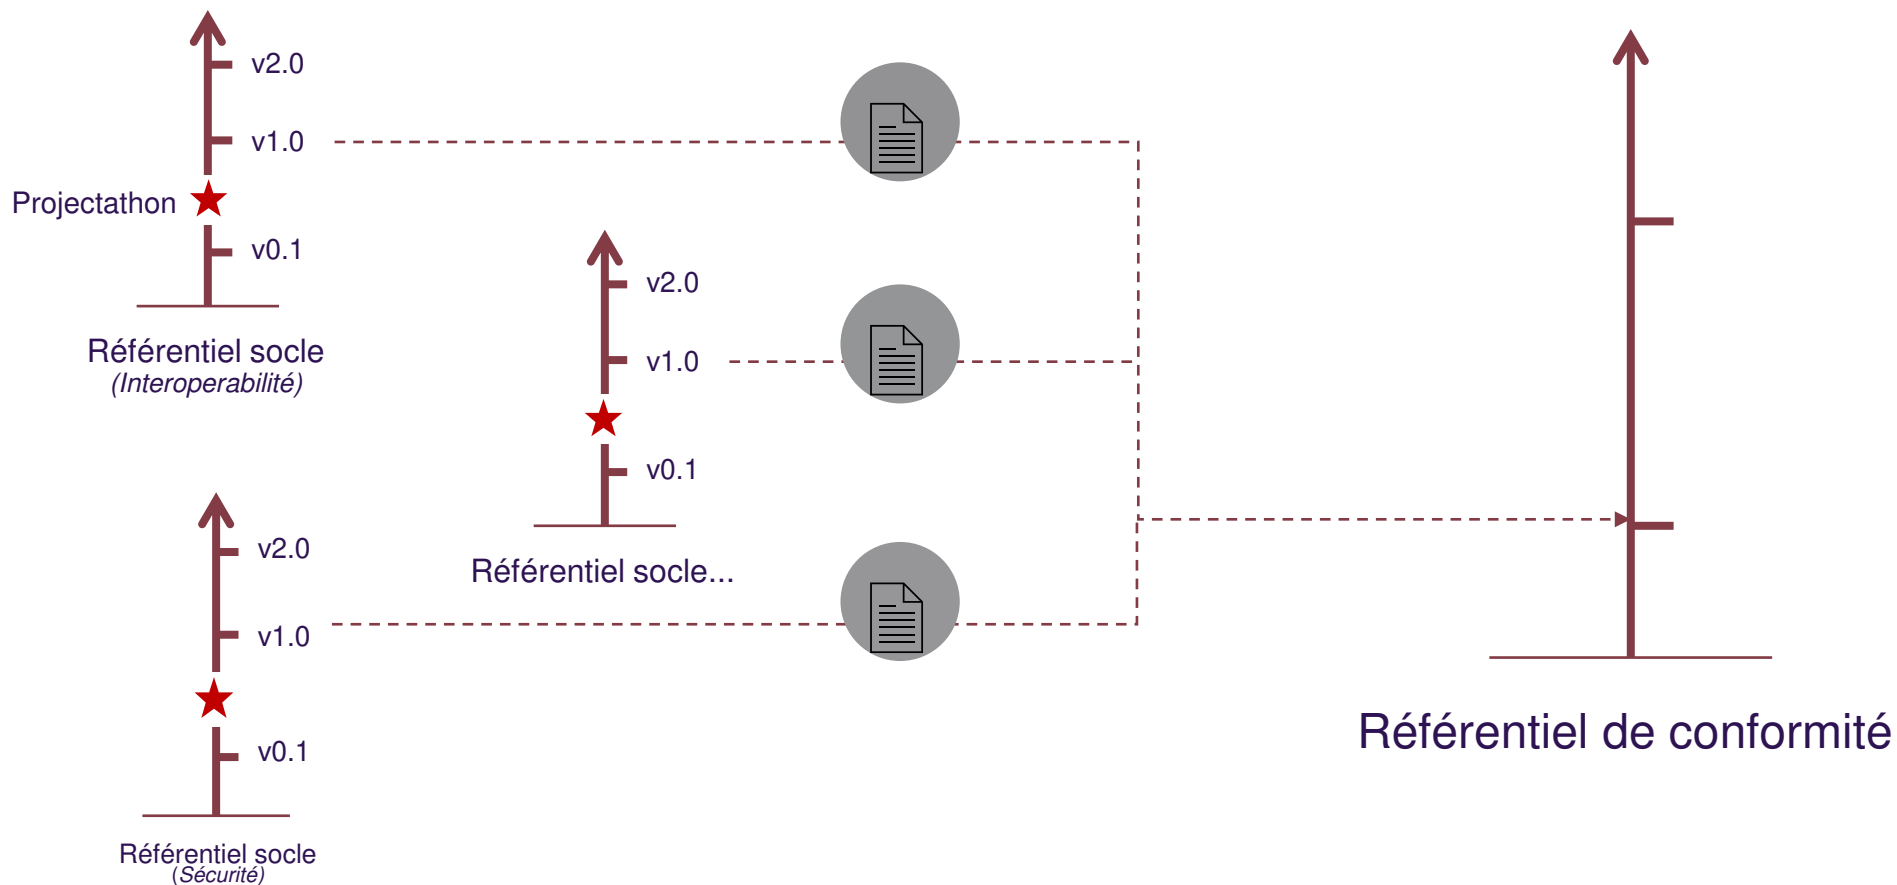 v2.0
v1.0
Projectathon
v0.1
Référentiel socle
(Interoperabilité)
v2.0
v1.0
v0.1
Référentiel socle...
v2.0
v1.0
v0.1
Référentiel socle
(Sécurité)
Référentiel de conformité